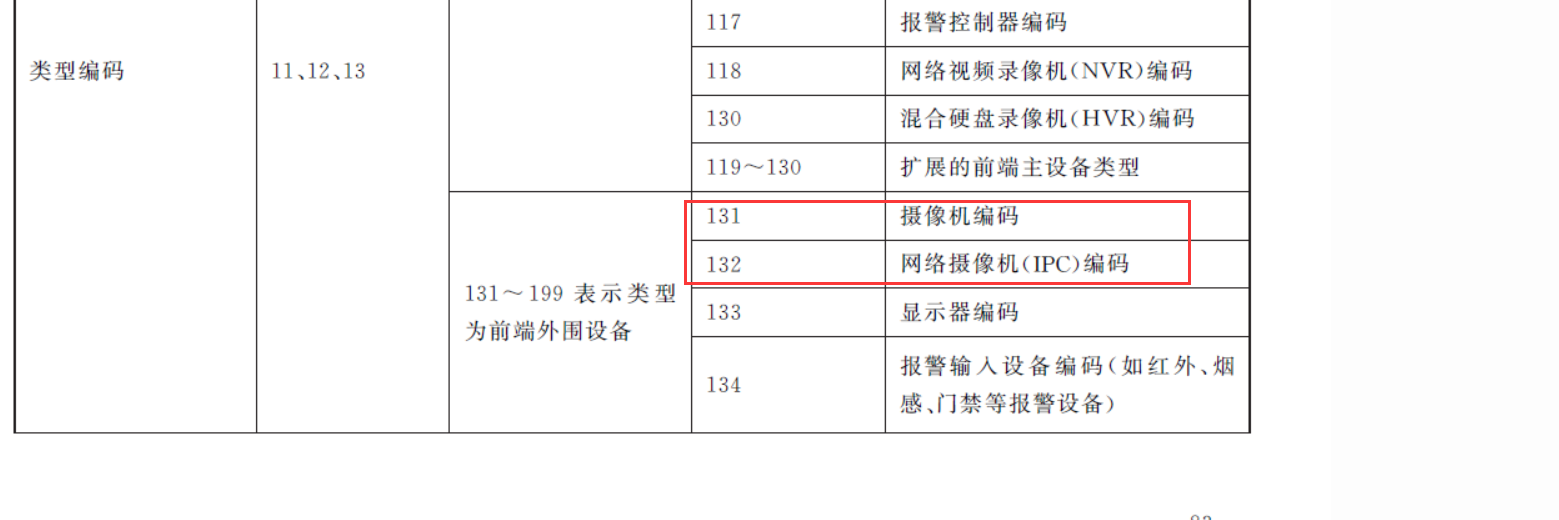 117 报警控制器编码
类型编码 11、12、13 118 网络视频录像机(NVR)编码
130 混合硬盘录像机(HVR)编码
119～130 扩展的前端主设备类型
131～199 表示类型
为前端外围设备
131 摄像机编码
132 网络摄像机(IPC)编码
133 显示器编码
134 报警输入设备编码(如红外、烟
感、门禁等报警设备)